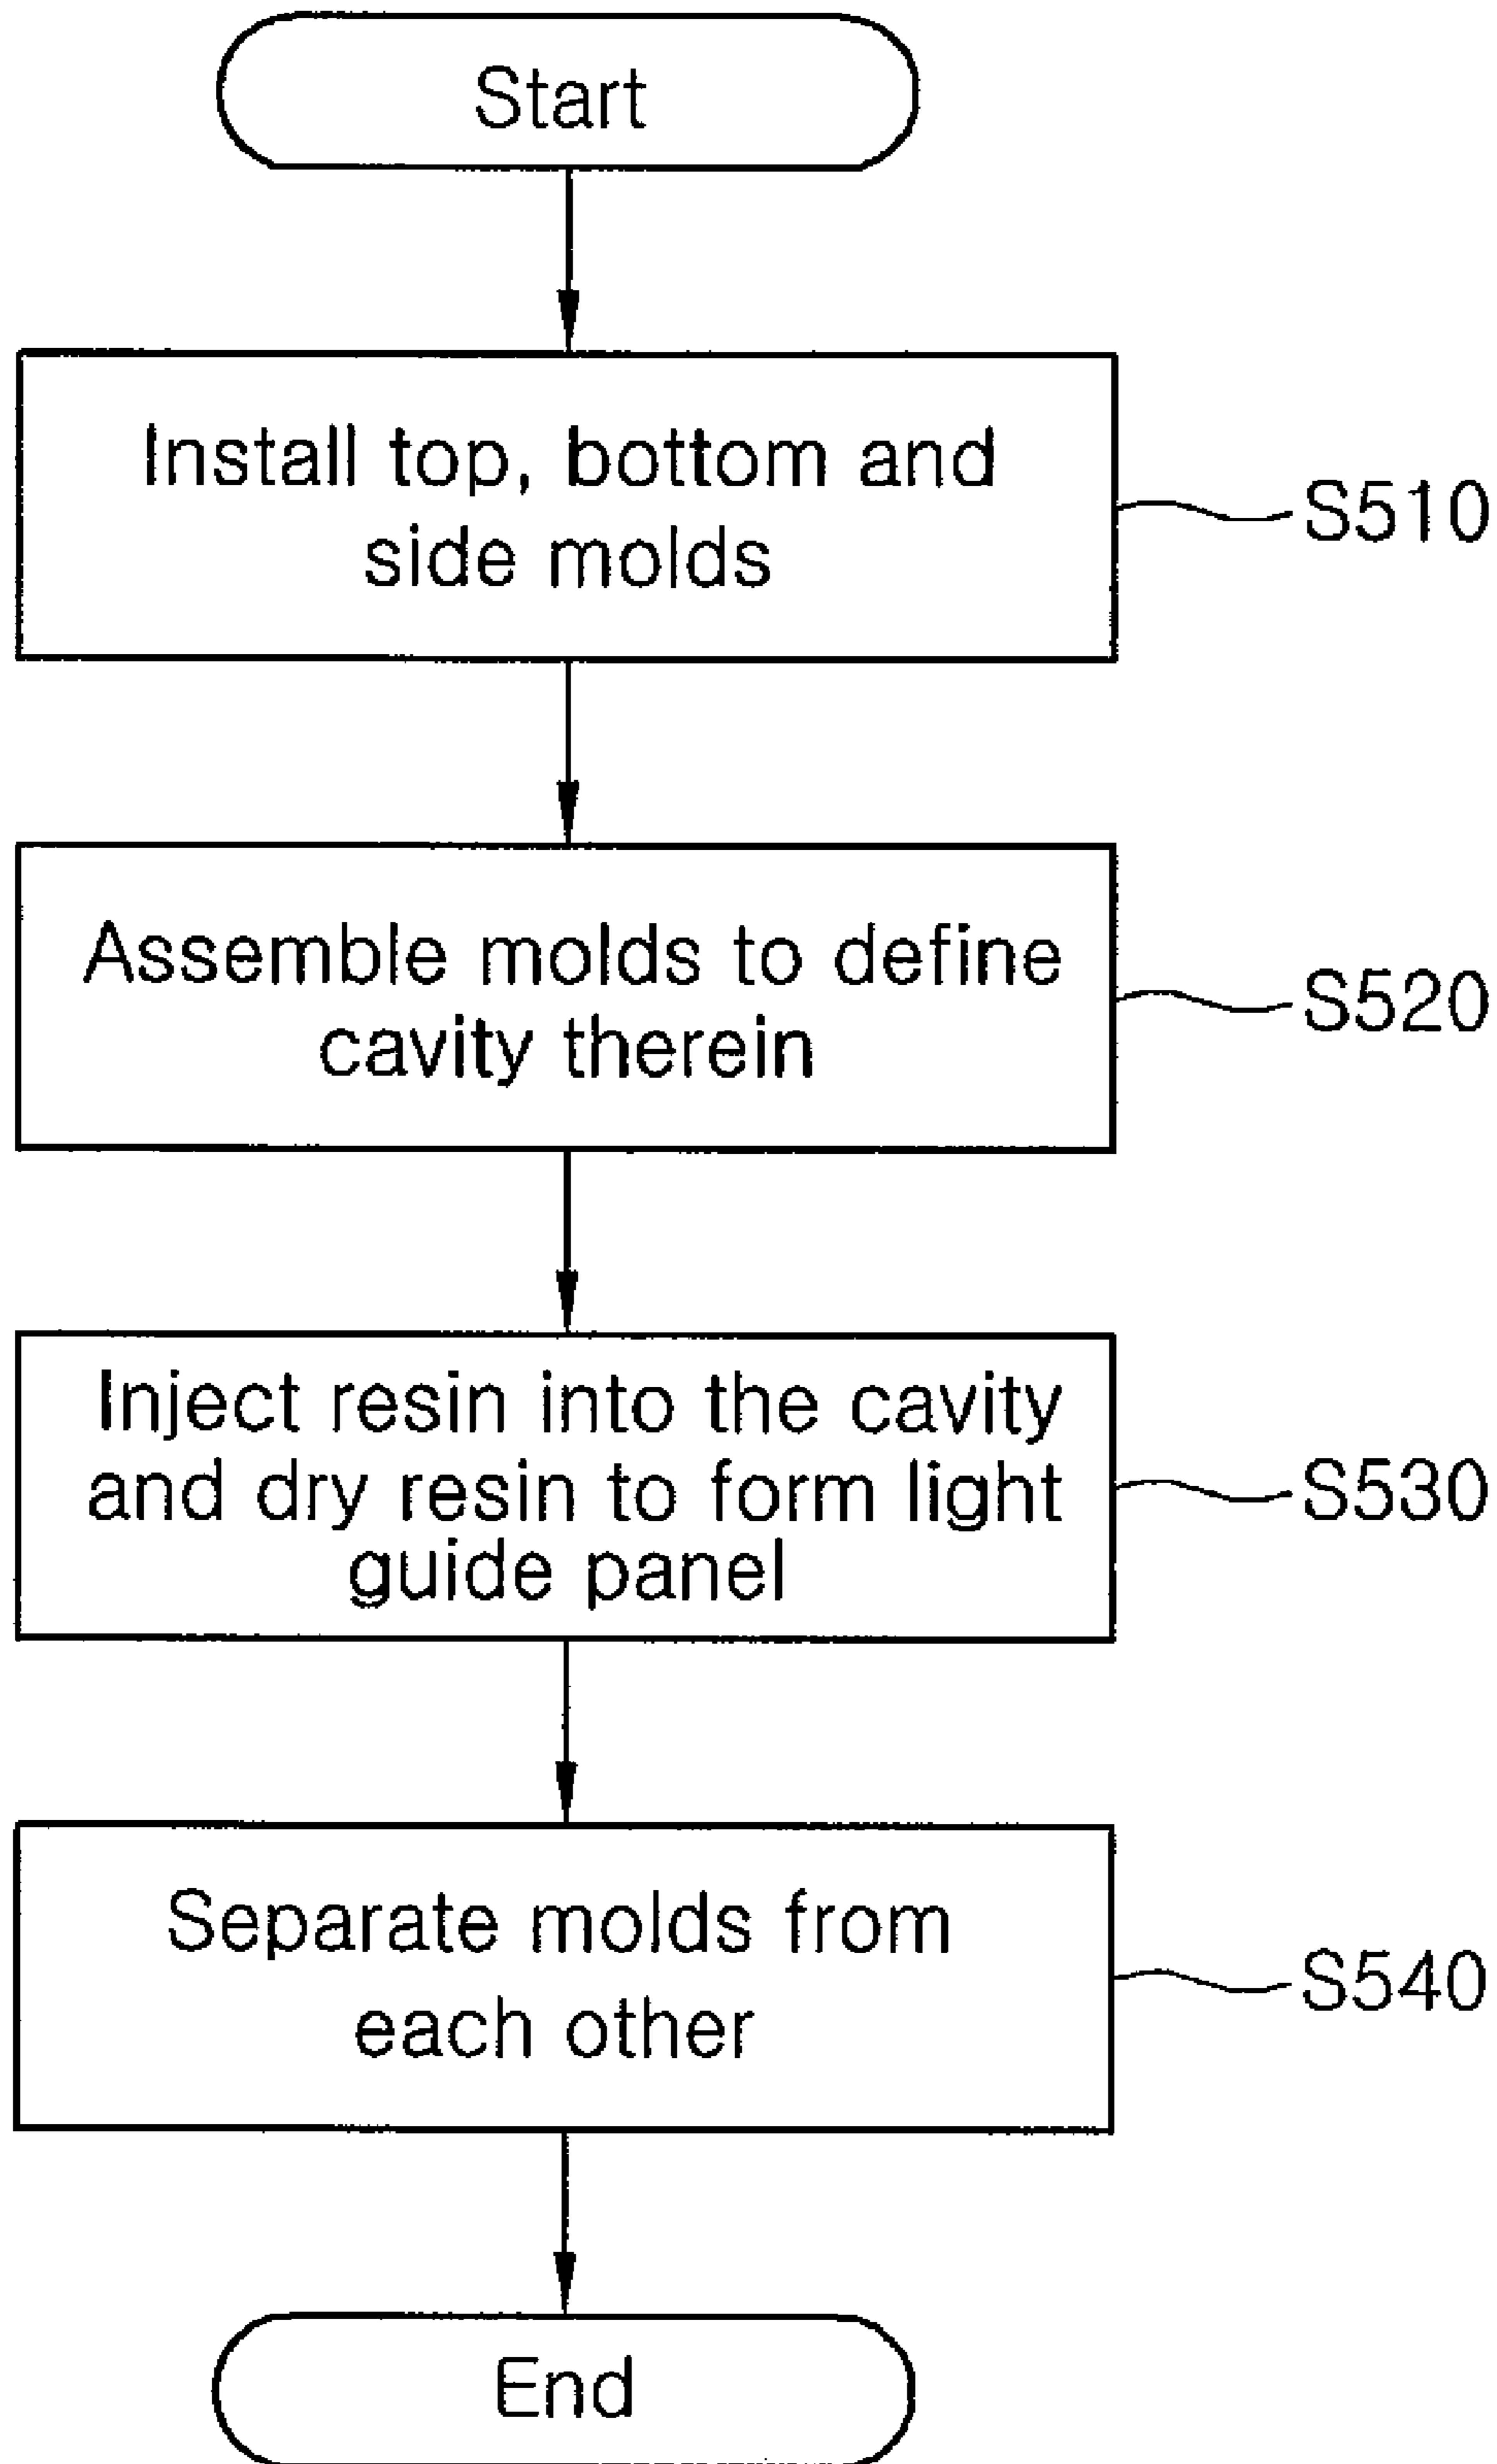 Start
Install top, bottom and
side molds
S510
Assemble molds to define
cavity therein
S520
Inject resin into the cavity
and dry resin to form light
guide panel
S530
Separate molds from
each other
S540
End